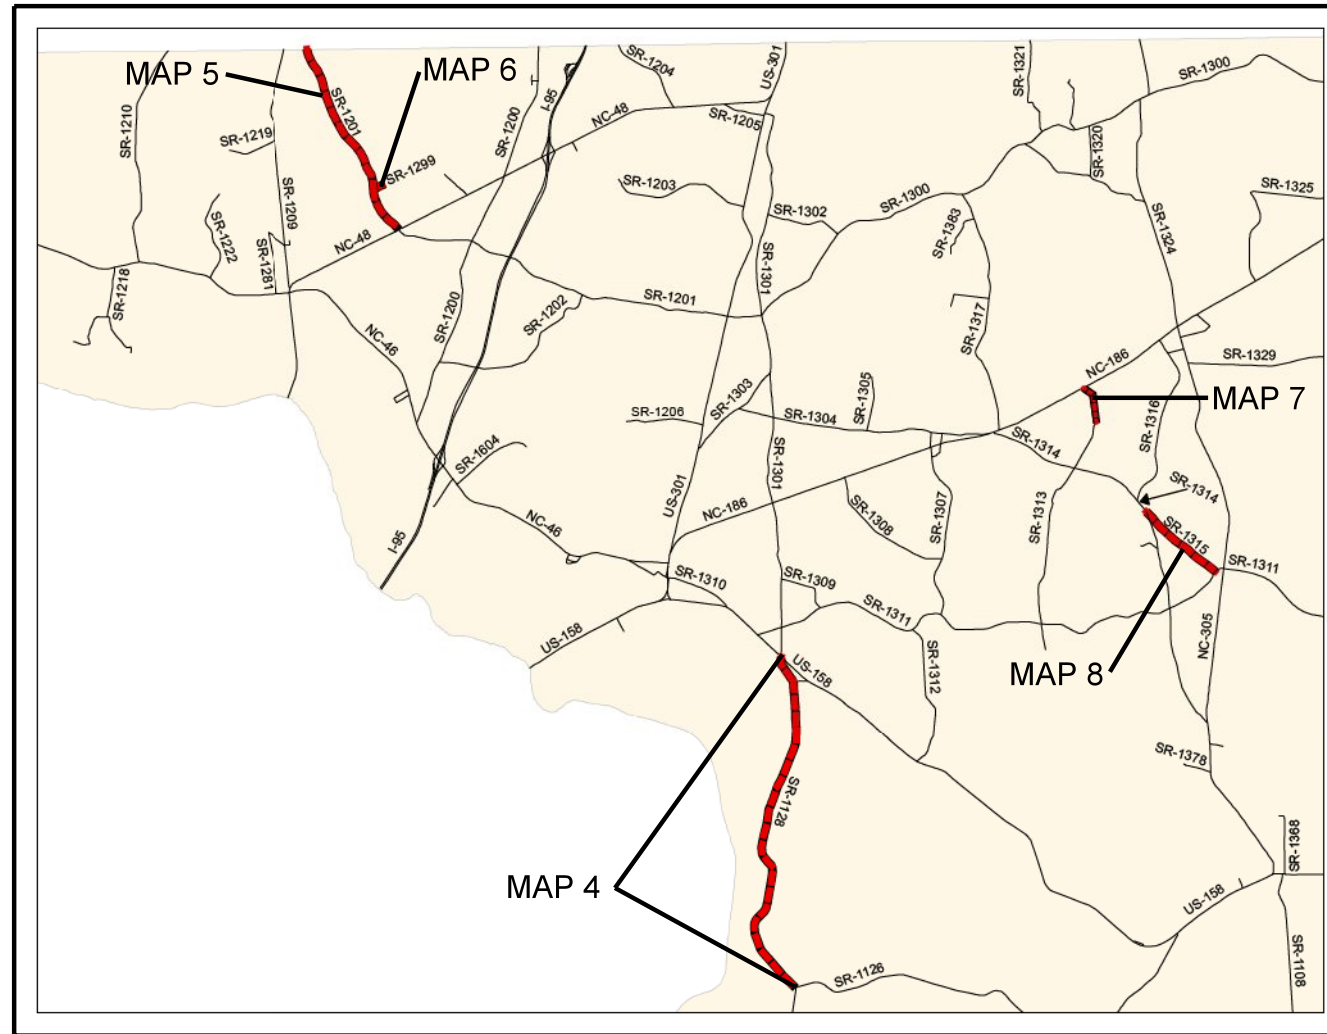 SR-1204
US-301
SR-1321
SR-1300
MAP 5
MAP 6
SR-1210
SR-1201
SR-1200
I-95
NC-48
SR-1205
SR-1219
SR-1320
SR-1299
SR-1203
SR-1325
SR-1209
SR-1300
SR-1302
SR-1222
SR-1383
SR-1324
NC-48
SR-1281
SR-1301
SR-1218
SR-1201
SR-1200
SR-1202
SR-1317
NC-46
NC-186
SR-1329
SR-1303
SR-1305
MAP 7
SR-1206
SR-1304
SR-1316
SR-1314
SR-1604
SR-1301
US-301
SR-1314
NC-186
SR-1308
SR-1307
SR-1313
NC-46
SR-1315
I-95
SR-1310
SR-1309
SR-1311
SR-1311
US-158
NC-305
SR-1312
US-158
MAP 8
SR-1378
SR-1128
SR-1368
MAP 4
US-158
SR-1126
SR-1108